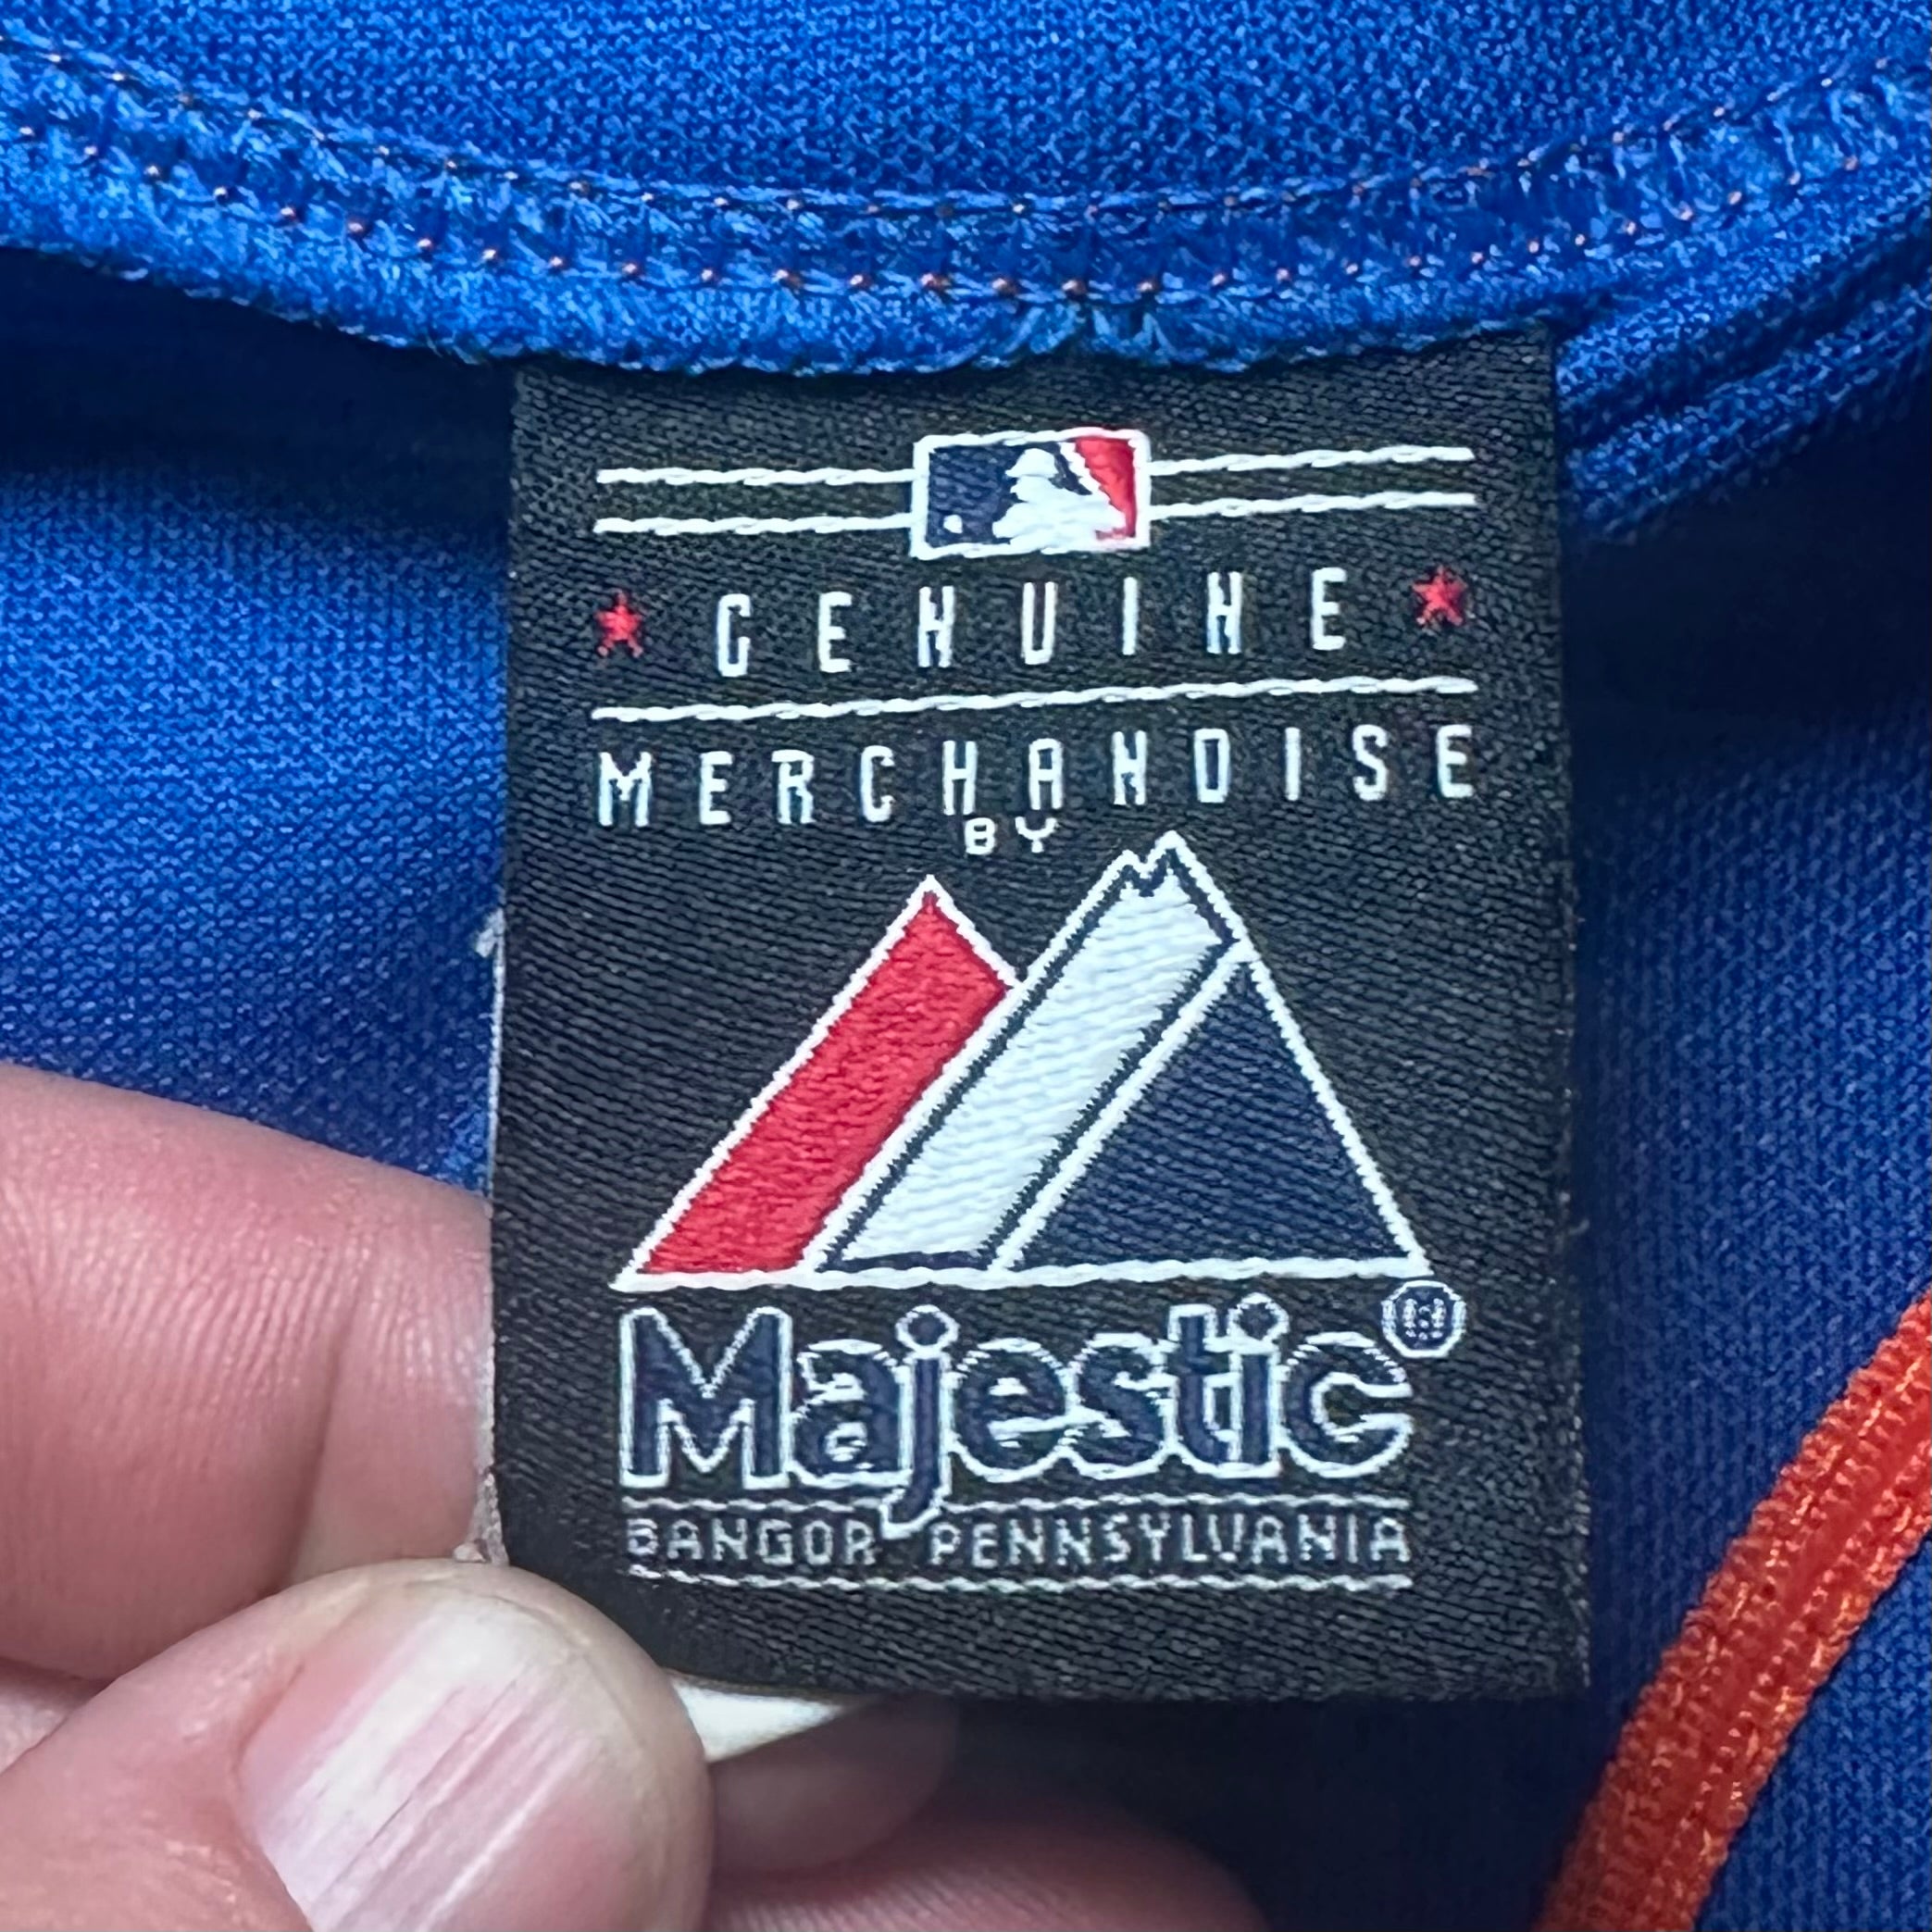 GENUINE
MERCHANDISE
BY
Majestic®
BANGOR PENNSYLVANIA